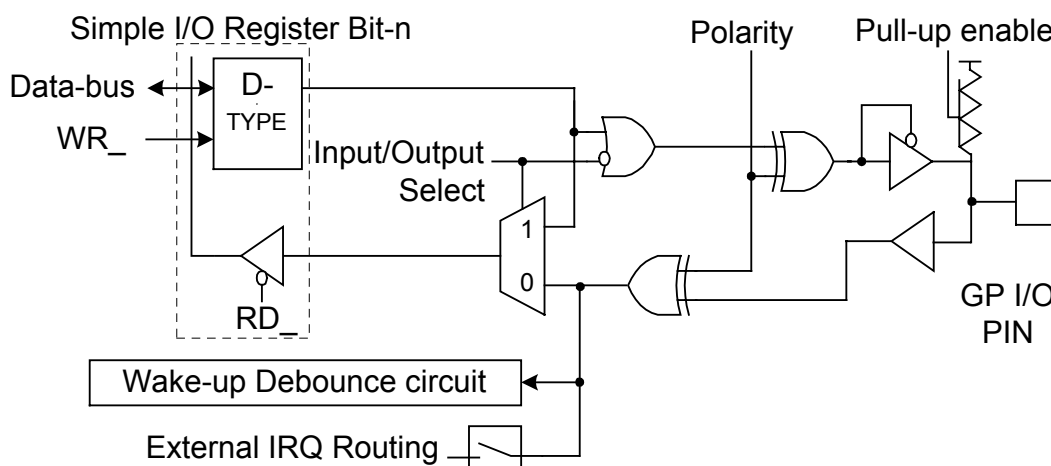 Simple I/O Register Bit-n
Polarity
Pull-up enable
Data-bus
D-
TYPE
WR_
Input/Output
Select
1
0
RD_
GP I/O
PIN
Wake-up Debounce circuit
External IRQ Routing